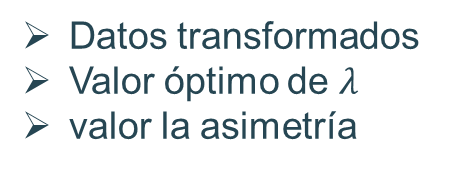 ➢ Datos transformados
➢ Valor óptimo de λ
➢ valor la asimetría